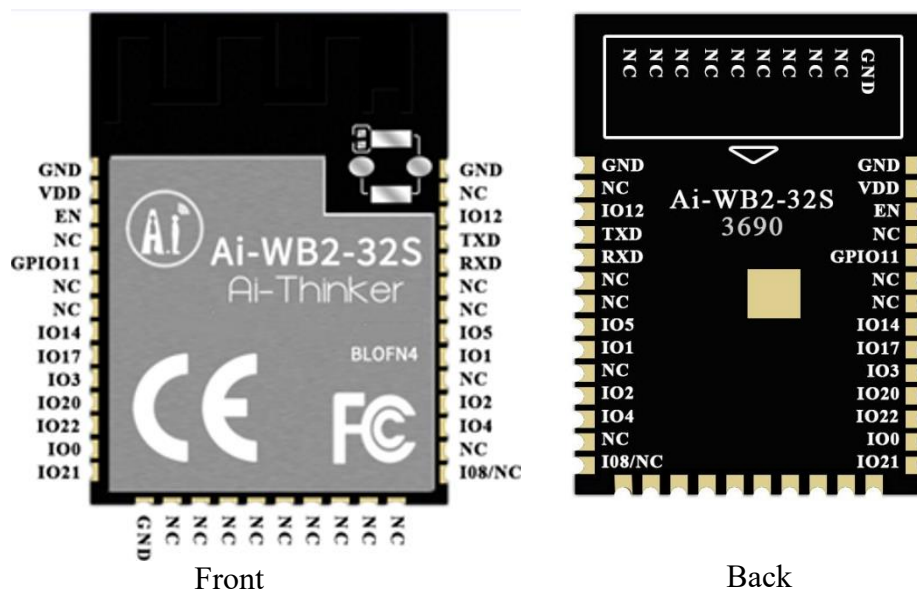 GND
VDD
EN
NC
GPIO11
NC
NC
IO14
IO17
IO3
IO20
IO22
IO0
IO21
A.i
Ai-WB2-32S
Ai-Thinker
BLOFN4
CE
FC
GND
NC
IO12
TXD
RXD
NC
NC
IO5
IO1
NC
IO2
IO4
NC
I08/NC
GND NC NC NC NC NC NC NC NC NC
Front
NC NC NC NC NC NC NC NC NC GND
GND
NC
IO12
TXD
RXD
NC
NC
IO5
IO1
NC
IO2
IO4
NC
I08/NC
Ai-WB2-32S
3690
GND
VDD
EN
NC
GPIO11
NC
NC
IO14
IO17
IO3
IO20
IO22
IO0
IO21
Back